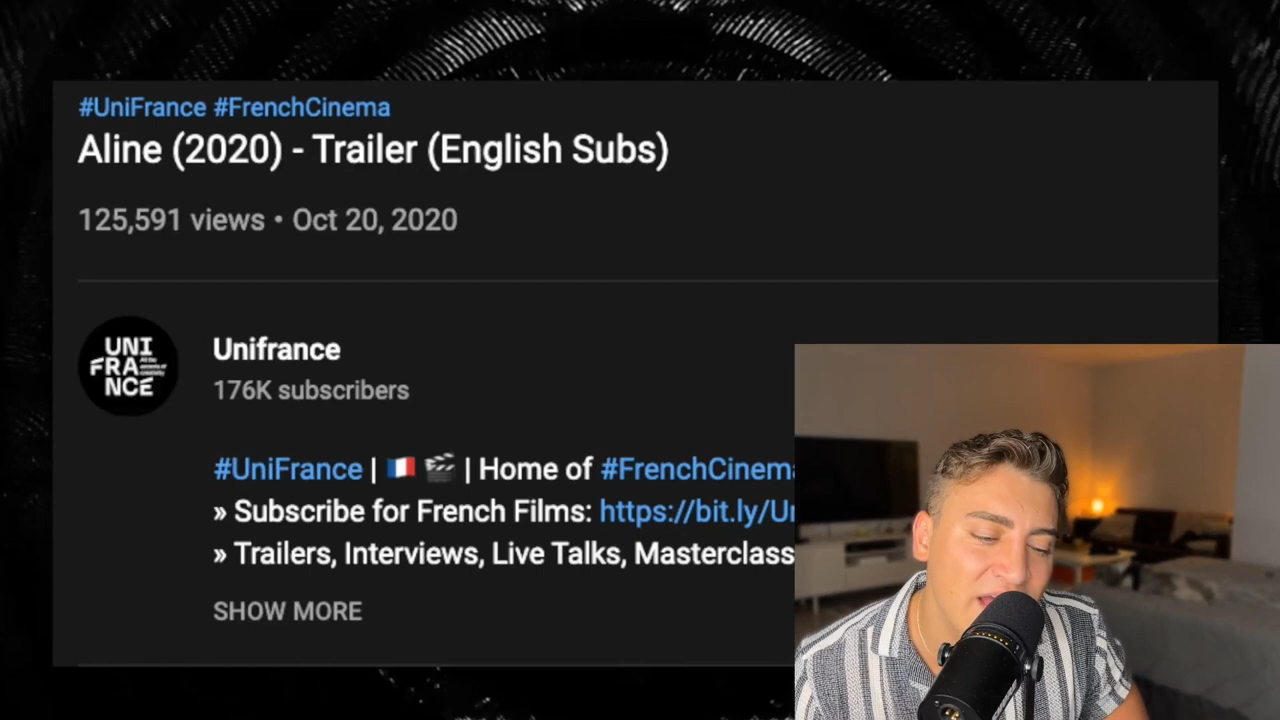 #UniFrance #FrenchCinema
Aline (2020) - Trailer (English Subs)
125,591 views • Oct 20, 2020
UNI
FRA
NCE
Unifrance
176K subscribers
#UniFrance | 🇫🇷 🎬 | Home of #FrenchCinema
» Subscribe for French Films: https://bit.ly/U
» Trailers, Interviews, Live Talks, Masterclass
SHOW MORE